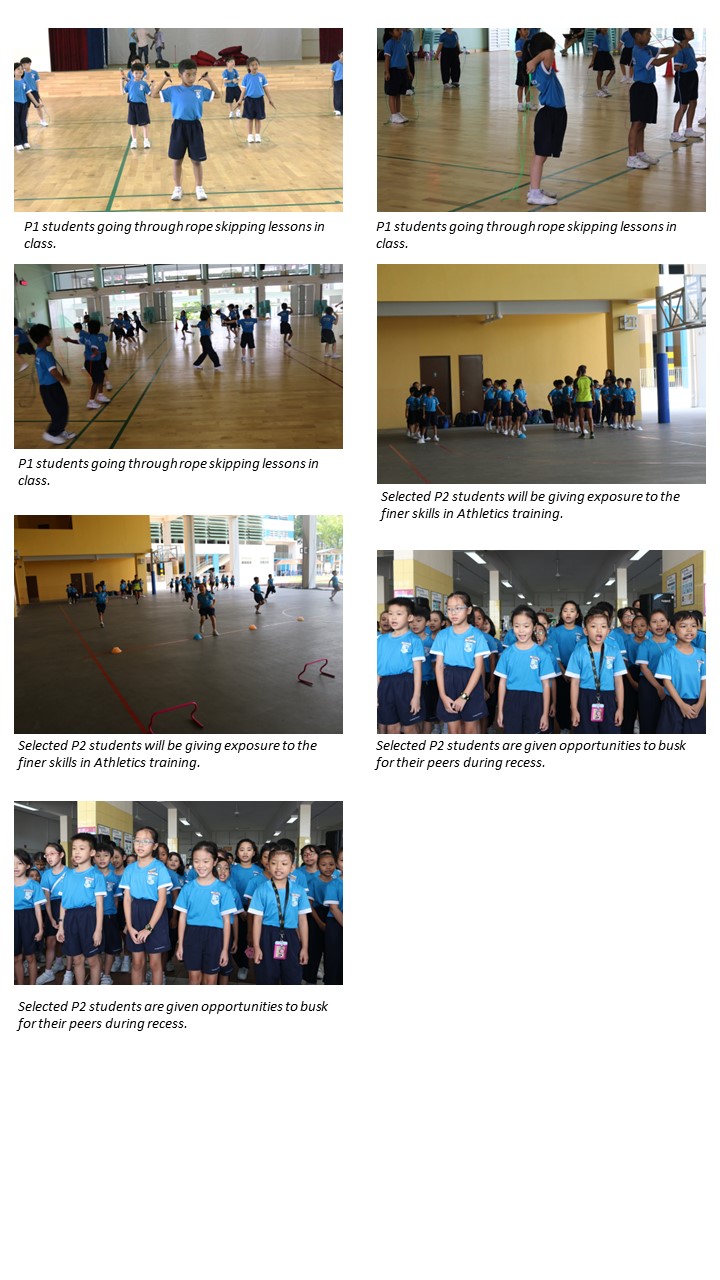 P1 students going through rope skipping lessons in
class.
P1 students going through rope skipping lessons in
class.
P1 students going through rope skipping lessons in
class.
Selected P2 students will be giving exposure to the
finer skills in Athletics training.
Selected P2 students will be giving exposure to the
finer skills in Athletics training.
Selected P2 students are given opportunities to busk
for their peers during recess.
Selected P2 students are given opportunities to busk
for their peers during recess.